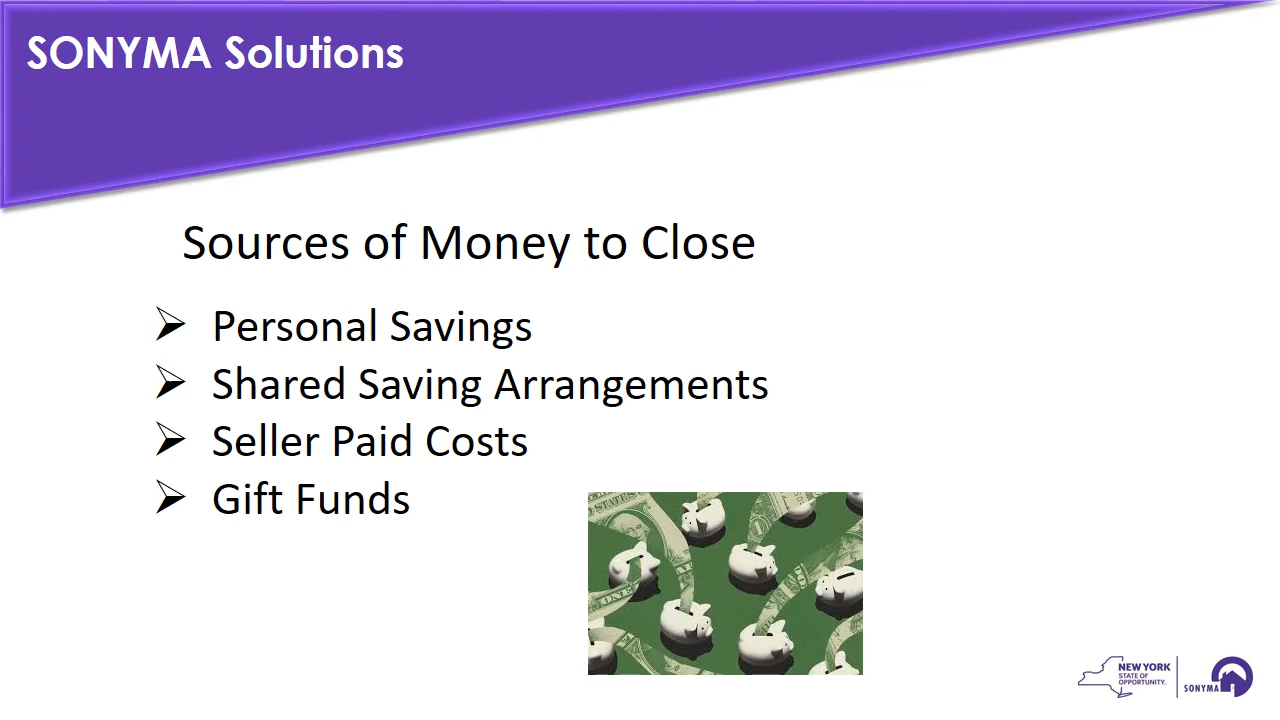 SONYMA Solutions
Sources of Money to Close
Personal Savings
Shared Saving Arrangements
Seller Paid Costs
Gift Funds
NEW YORK
STATE OF
OPPORTUNITY.
SONYMA